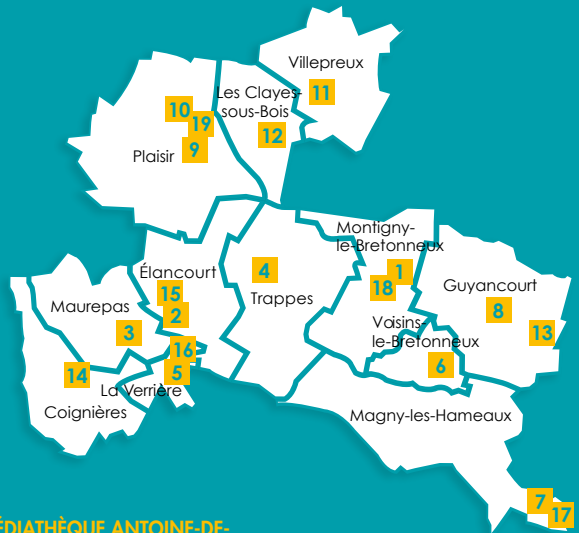 Villepreux
11
Les Clayes-
sous-Bois
12
10
19
9
Plaisir
Montigny-
le-Bretonneux
1
18
Élancourt
15
2
4
Trappes
Guyancourt
8
13
Maurepas
3
Voisins-
le-Bretonneux
6
16
5
14
La Verrière
Coignières
Magny-les-Hameaux
7
17
ÉDIATHÈQUE ANTOINE-DE-